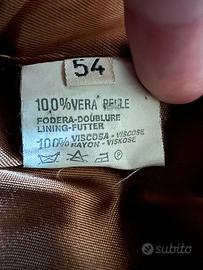 54
100% VERA PELLE
FODERA-DOUBLURE
LINING-FUTTER
100% VISCOSA - VISCOSE
RAYON - VISKOSE
P
subito